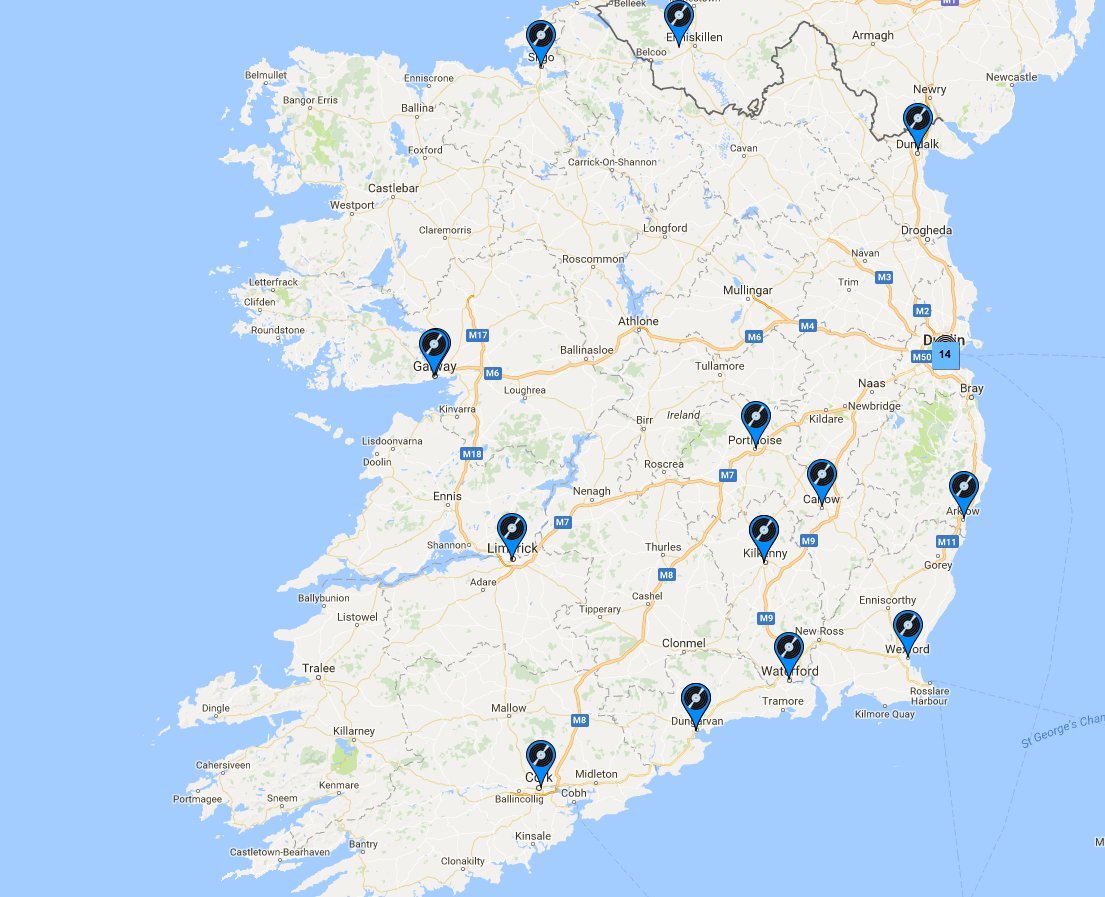 Belleek
M1
Enniskillen
Armagh
Sligo
Belcoo
Belmullet
Enniscrone
Newcastle
Newry
Bangor Erris
Ballina
Dundalk
Cavan
Foxford
Carrick-On-Shannon
Castlebar
Westport
Longford
Claremorris
Drogheda
Roscommon
Navan
M3
Trim
Letterfrack
Clifden
Mullingar
M2
Athlone
M4
Roundstone
M17
M6
Dublin
Ballinasloe
14
M50
Galway
M6
Tullamore
Loughrea
Naas
Bray
Kinvarra
Newbridge
Ireland
Kildare
Birr
Lisdoonvarna
Portlaoise
M18
Doolin
Roscrea
M7
Nenagh
Ennis
Carlow
Arklow
M7
Shannon
Limerick
Thurles
Kilkenny
M9
M11
Gorey
Adare
M8
Ballybunion
Cashel
Enniscorthy
Listowel
Tipperary
M9
New Ross
Clonmel
Wexford
Tralee
Waterford
Rosslare
Harbour
Tramore
Dingle
Mallow
Kilmore Quay
M8
Dungarvan
St George's Chan
Killarney
Cahersiveen
Cork
Midleton
Kenmare
Portmagee
Sneem
Ballincollig
Cobh
Kinsale
Bantry
M
Castletown-Bearhaven
Clonakilty